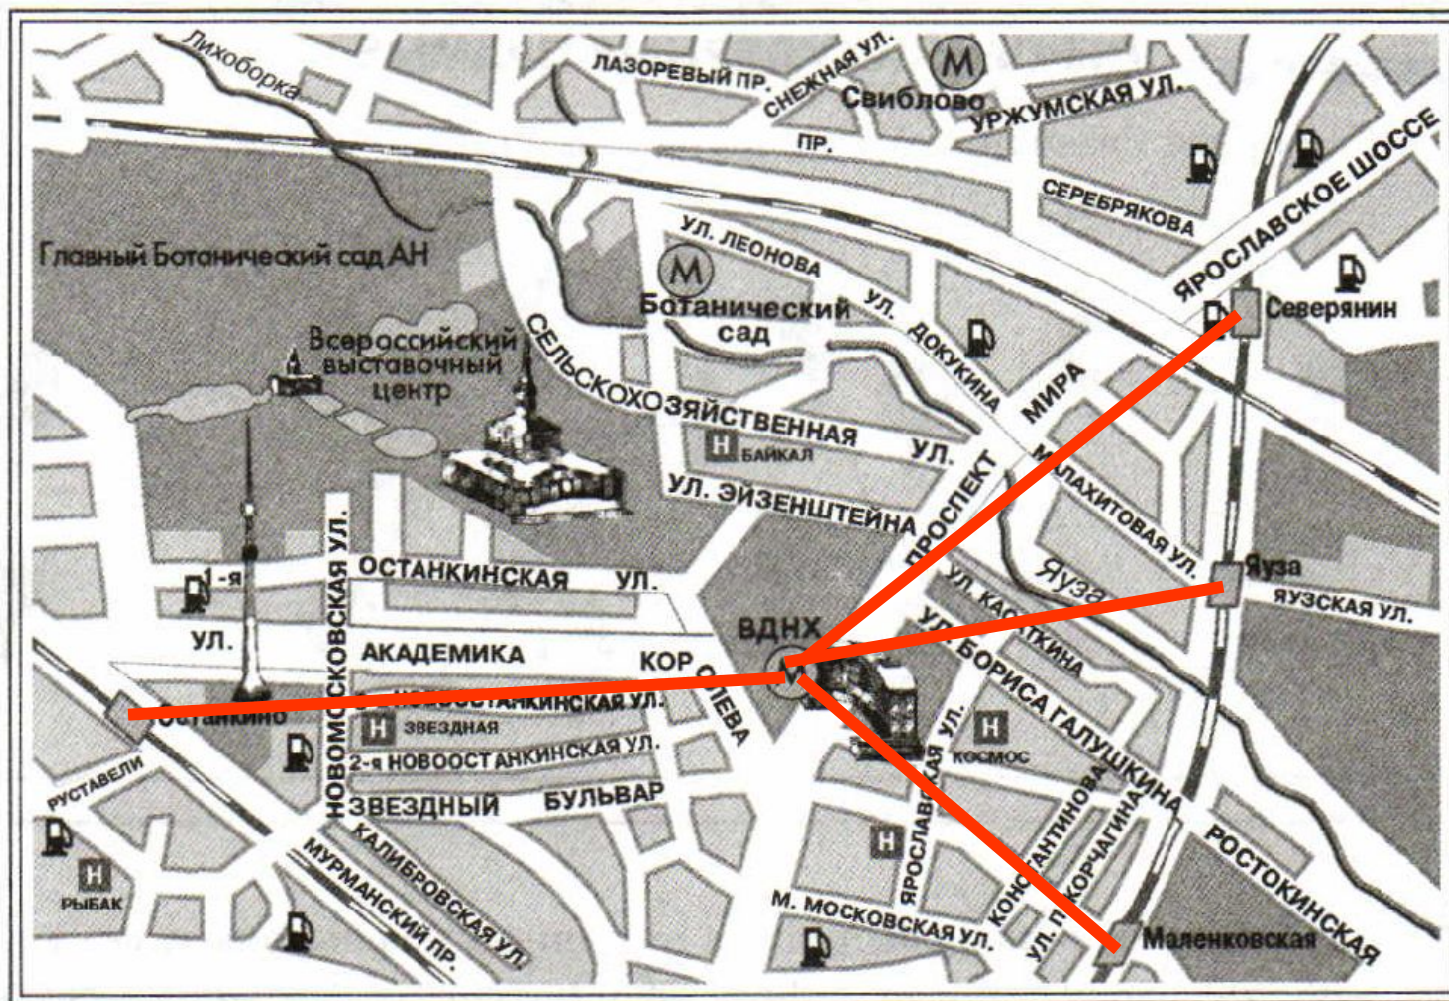 Лихоборка
ЛАЗОРЕВЫЙ ПР.
СНЕЖНАЯ УЛ.
М
Свиблово
УРЖУМСКАЯ УЛ.
ПР.
СЕРЕБРЯКОВА
ЯРОСЛАВСКОЕ ШОССЕ
Главный Ботанический сад АН
УЛ. ЛЕОНОВА
М
Ботанический
сад
УЛ. ДОКУКИНА
Северянин
Всероссийский
выставочный
центр
СЕЛЬСКОХОЗЯЙСТВЕННАЯ УЛ.
ПРОСПЕКТ МИРА
Н
БАЙКАЛ
МАЛАХИТОВАЯ УЛ.
УЛ. ЭЙЗЕНШТЕЙНА
1-я ОСТАНКИНСКАЯ УЛ.
НОВОМОСКОВСКАЯ УЛ.
Яуза
Яуза
ЯУЗСКАЯ УЛ.
УЛ. КАСАТКИНА
УЛ. БОРИСА ГАЛУШКИНА
ВДНХ
М
УЛ. АКАДЕМИКА КОРОЛЕВА
Останкино
НОВООСТАНКИНСКАЯ УЛ.
Н
ЗВЕЗДНАЯ
2-я НОВООСТАНКИНСКАЯ УЛ.
Н
КОСМОС
ЯРОСЛАВСКАЯ УЛ.
РУСТАВЕЛИ
ЗВЕЗДНЫЙ БУЛЬВАР
КОНСТАНТИНОВА
УЛ. П. КОРЧАГИНА
РОСТОКИНСКАЯ
Н
Н
РЫБАК
КАЛИБРОВСКАЯ УЛ.
МУРМАНСКИЙ ПР.
М. МОСКОВСКАЯ УЛ.
Маленковская